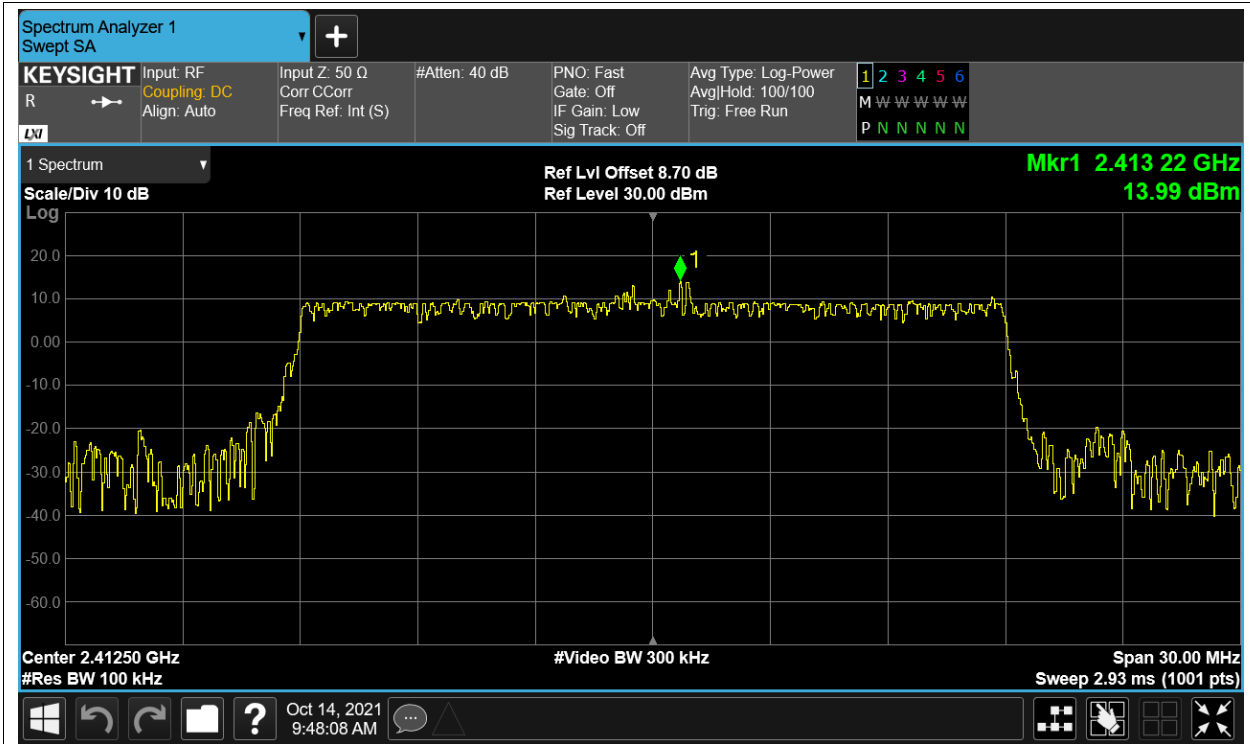 Spectrum Analyzer 1
Swept SA
KEYSIGHT
R
LXI
Input: RF
Coupling: DC
Align: Auto
Input Z: 50 Ω
Corr CCorr
Freq Ref: Int (S)
#Atten: 40 dB
PNO: Fast
Gate: Off
IF Gain: Low
Sig Track: Off
Avg Type: Log-Power
Avg|Hold: 100/100
Trig: Free Run
1 2 3 4 5 6
M W W W W W
P N N N N N
1 Spectrum
Scale/Div 10 dB
Log
Ref Lvl Offset 8.70 dB
Ref Level 30.00 dBm
Mkr1 2.413 22 GHz
13.99 dBm
1
20.0
10.0
0.00
-10.0
-20.0
-30.0
-40.0
-50.0
-60.0
Center 2.41250 GHz
#Res BW 100 kHz
#Video BW 300 kHz
Span 30.00 MHz
Sweep 2.93 ms (1001 pts)
?
Oct 14, 2021
9:48:08 AM